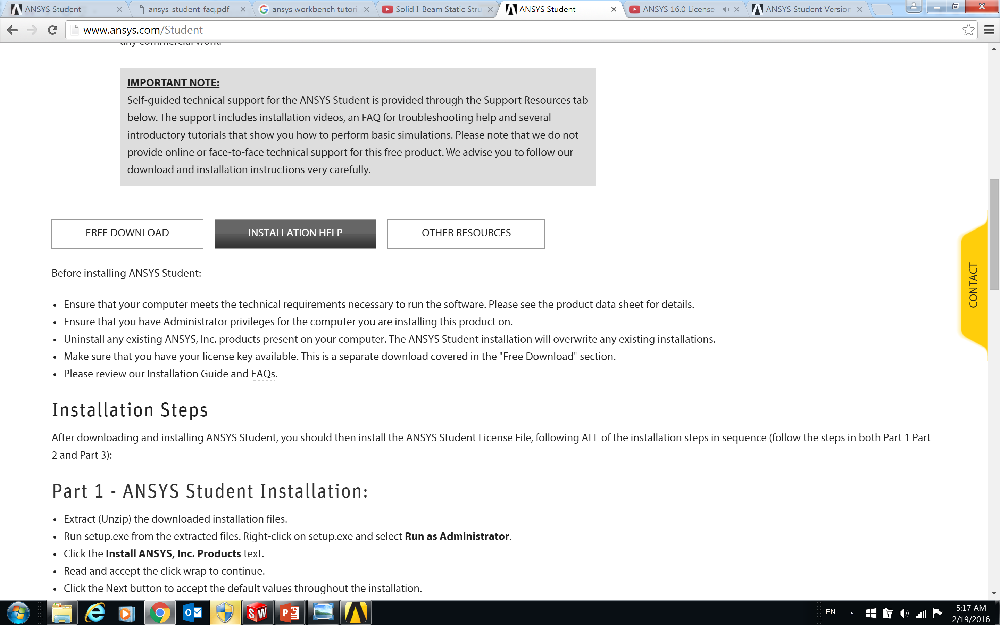 ANSYS Student
ansys-student-faq.pdf
ansys workbench tutori
Solid I-Beam Static Stru
ANSYS Student
ANSYS 16.0 License
ANSYS Student Version
www.ansys.com/Student
any commercial work.
IMPORTANT NOTE:
Self-guided technical support for the ANSYS Student is provided through the Support Resources tab
below. The support includes installation videos, an FAQ for troubleshooting help and several
introductory tutorials that show you how to perform basic simulations. Please note that we do not
provide online or face-to-face technical support for this free product. We advise you to follow our
download and installation instructions very carefully.
FREE DOWNLOAD
INSTALLATION HELP
OTHER RESOURCES
CONTACT
Before installing ANSYS Student:
• Ensure that your computer meets the technical requirements necessary to run the software. Please see the product data sheet for details.
• Ensure that you have Administrator privileges for the computer you are installing this product on.
• Uninstall any existing ANSYS, Inc. products present on your computer. The ANSYS Student installation will overwrite any existing installations.
• Make sure that you have your license key available. This is a separate download covered in the "Free Download" section.
• Please review our Installation Guide and FAQs.
Installation Steps
After downloading and installing ANSYS Student, you should then install the ANSYS Student License File, following ALL of the installation steps in sequence (follow the steps in both Part 1 Part
2 and Part 3):
Part 1 - ANSYS Student Installation:
• Extract (Unzip) the downloaded installation files.
• Run setup.exe from the extracted files. Right-click on setup.exe and select Run as Administrator.
• Click the Install ANSYS, Inc. Products text.
• Read and accept the click wrap to continue.
• Click the Next button to accept the default values throughout the installation.
EN
5:17 AM
2/19/2016